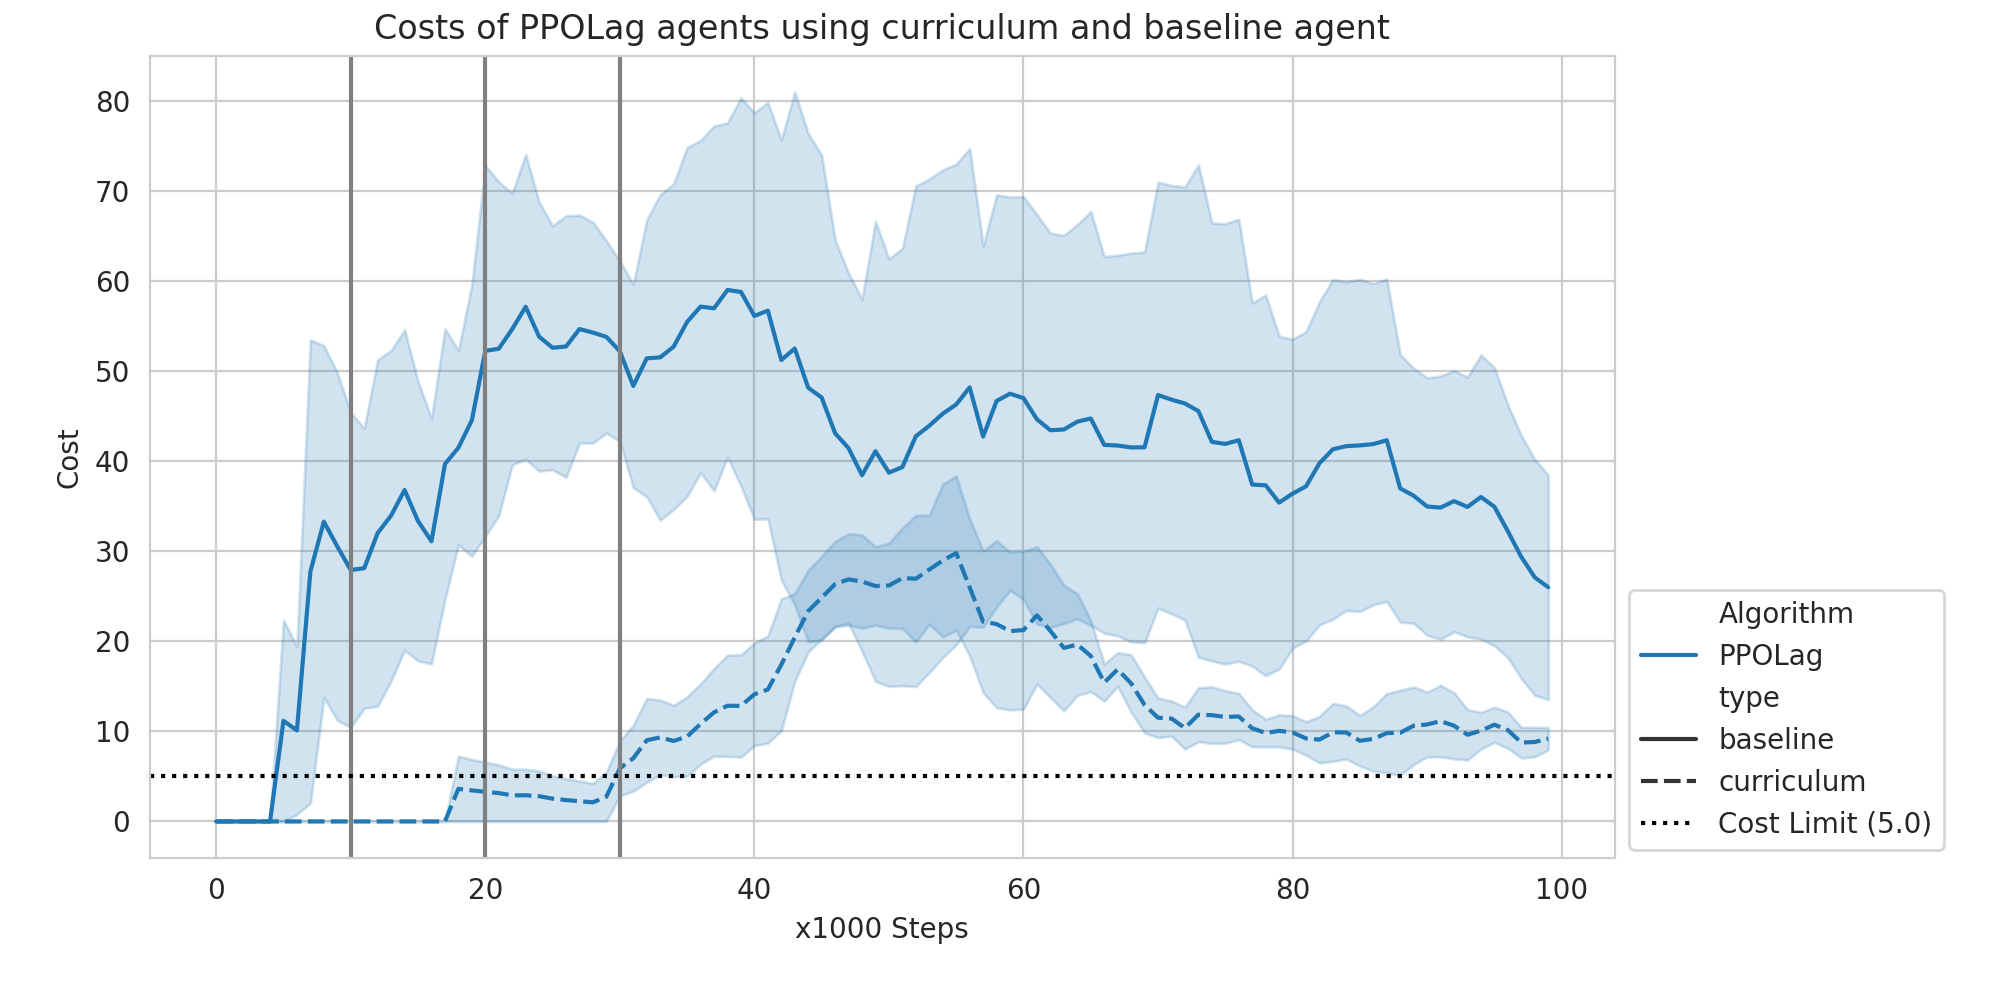 Costs of PPOLag agents using curriculum and baseline agent
80
70
60
50
40
30
20
10
0
Cost
0
20
40
60
80
100
x1000 Steps
Algorithm
PPOLag
type
baseline
curriculum
Cost Limit (5.0)